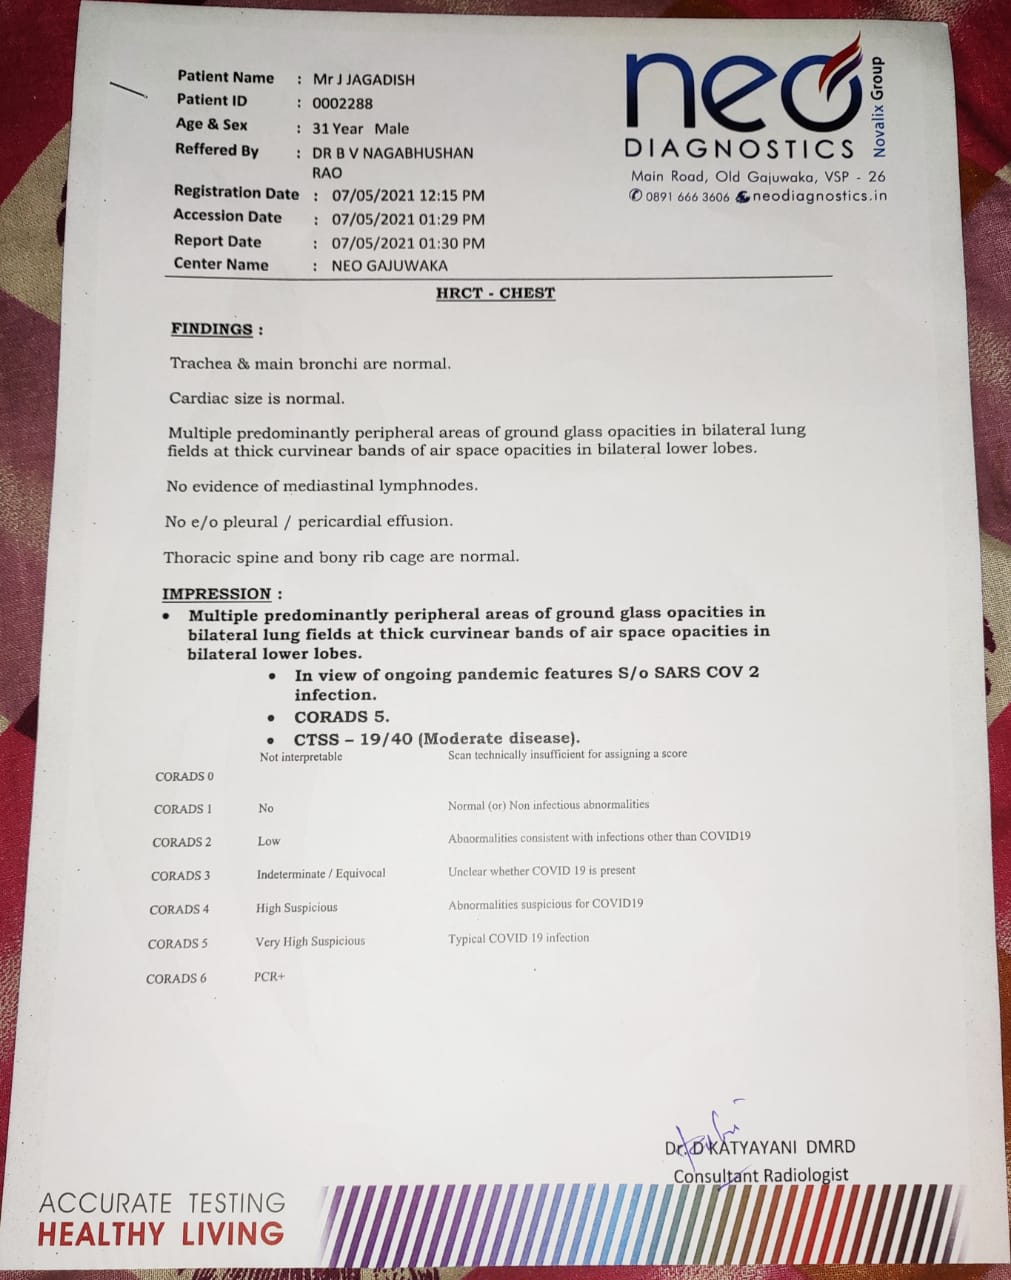 Patient Name : Mr J JAGADISH
Patient ID : 0002288
Age & Sex : 31 Year Male
Reffered By : DR B V NAGABHUSHAN
RAO
Registration Date : 07/05/2021 12:15 PM
Accession Date : 07/05/2021 01:29 PM
Report Date : 07/05/2021 01:30 PM
Center Name : NEO GAJUWAKA
neo
DIAGNOSTICS
Novalix Group
Main Road, Old Gajuwaka, VSP - 26
0891 666 3606 neodiagnostics.in
HRCT - CHEST
FINDINGS :
Trachea & main bronchi are normal.
Cardiac size is normal.
Multiple predominantly peripheral areas of ground glass opacities in bilateral lung
fields at thick curvinear bands of air space opacities in bilateral lower lobes.
No evidence of mediastinal lymphnodes.
No e/o pleural / pericardial effusion.
Thoracic spine and bony rib cage are normal.
IMPRESSION :
• Multiple predominantly peripheral areas of ground glass opacities in
bilateral lung fields at thick curvinear bands of air space opacities in
bilateral lower lobes.
• In view of ongoing pandemic features S/o SARS COV 2
infection.
• CORADS 5.
• CTSS – 19/40 (Moderate disease).
Not interpretable Scan technically insufficient for assigning a score
CORADS 0
CORADS 1 No Normal (or) Non infectious abnormalities
CORADS 2 Low Abnormalities consistent with infections other than COVID19
CORADS 3 Indeterminate / Equivocal Unclear whether COVID 19 is present
CORADS 4 High Suspicious Abnormalities suspicious for COVID19
CORADS 5 Very High Suspicious Typical COVID 19 infection
CORADS 6 PCR+
Dr. D KATYAYANI DMRD
Consultant Radiologist
ACCURATE TESTING
HEALTHY LIVING